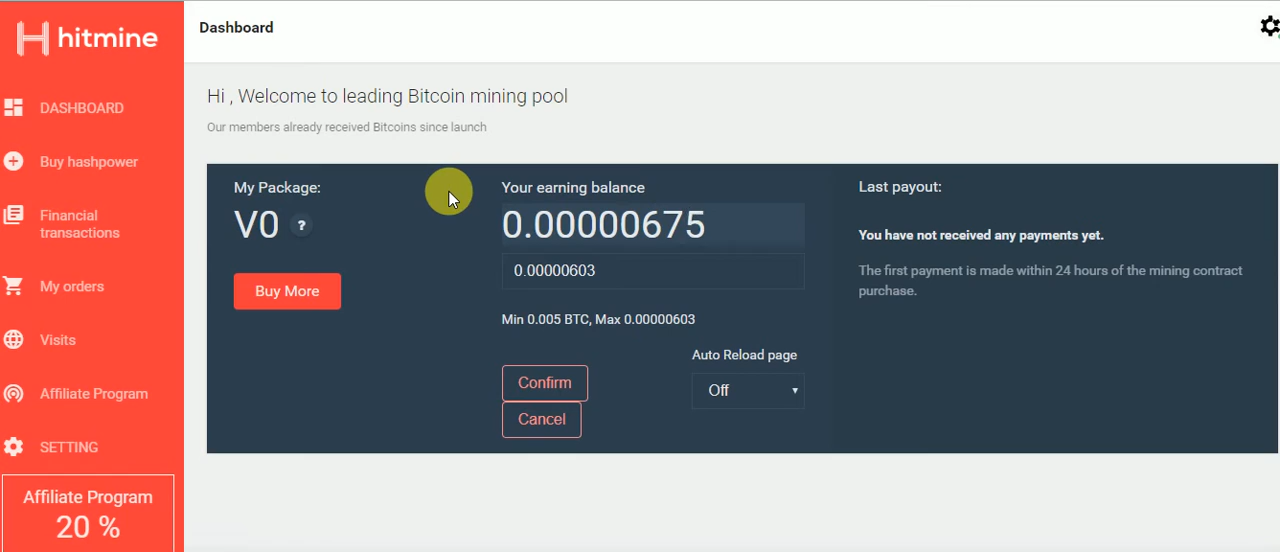 hitmine
DASHBOARD
Buy hashpower
Financial
transactions
My orders
Visits
Affiliate Program
SETTING
Affiliate Program
20 %
Dashboard
Hi , Welcome to leading Bitcoin mining pool
Our members already received Bitcoins since launch
My Package:
V0 ?
Buy More
Your earning balance
0.00000675
0.00000603
Min 0.005 BTC, Max 0.00000603
Auto Reload page
Off
Confirm
Cancel
Last payout:
You have not received any payments yet.
The first payment is made within 24 hours of the mining contract
purchase.